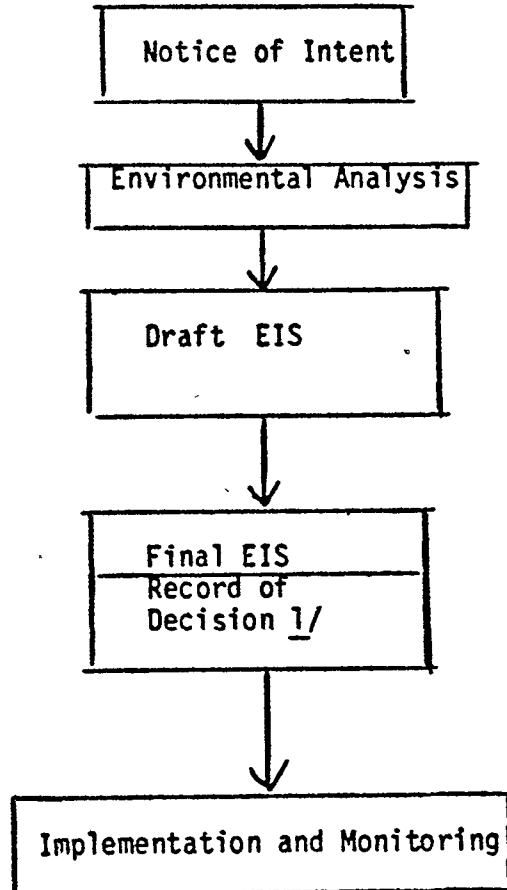 Notice of Intent
Environmental Analysis
Draft EIS
Final EIS
Record of
Decision 1/
Implementation and Monitoring